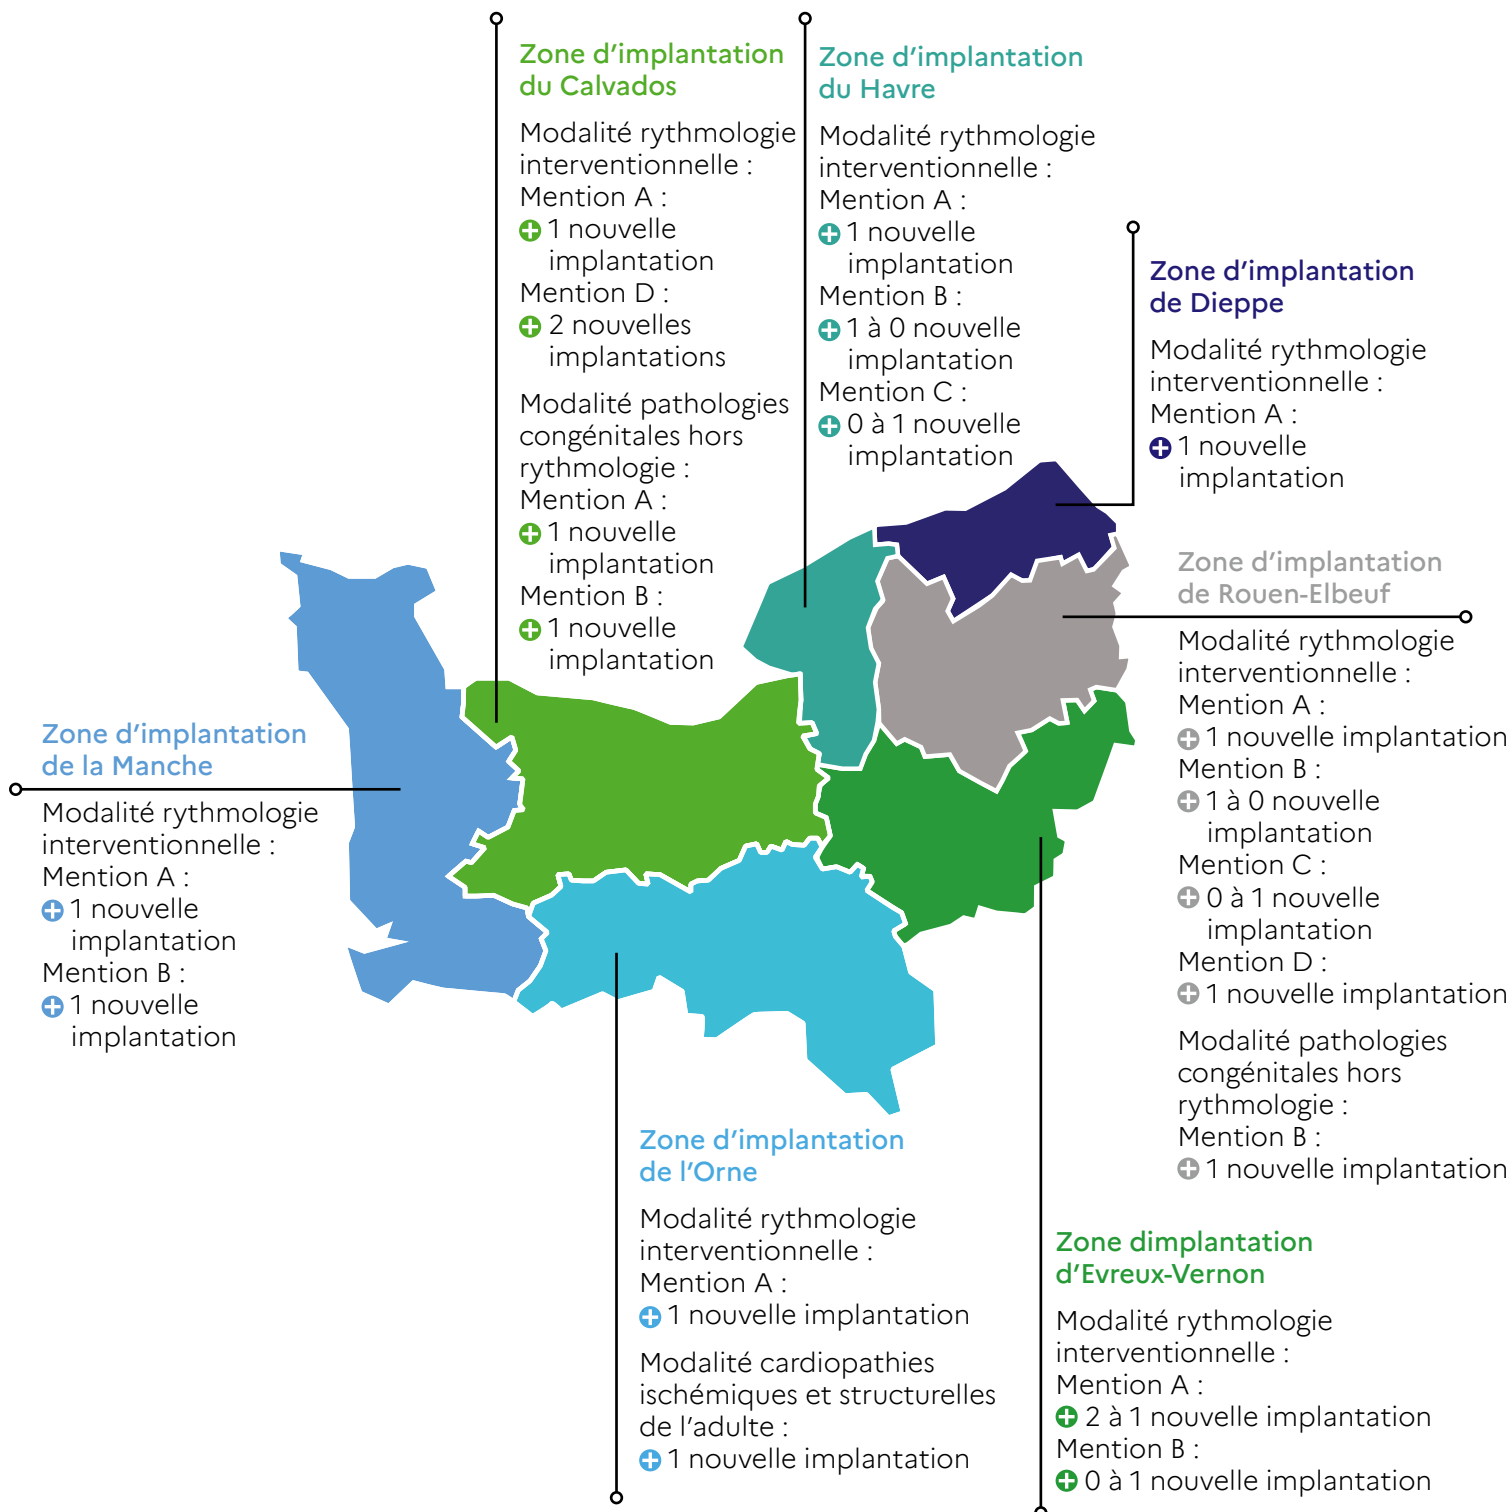 Zone d'implantation
du Calvados
Modalité rythmologie
interventionnelle :
Mention A :
1 nouvelle
implantation
Mention D :
2 nouvelles
implantations
Modalité pathologies
congénitales hors
rythmologie :
Mention A :
1 nouvelle
implantation
Mention B :
1 nouvelle
implantation
Zone d'implantation
du Havre
Modalité rythmologie
interventionnelle :
Mention A :
1 nouvelle
implantation
Mention B :
1 à 0 nouvelle
implantation
Mention C :
0 à 1 nouvelle
implantation
Zone d'implantation
de Dieppe
Modalité rythmologie
interventionnelle :
Mention A :
1 nouvelle
implantation
Zone d'implantation
de Rouen-Elbeuf
Modalité rythmologie
interventionnelle :
Mention A :
1 nouvelle implantation
Mention B :
1 à 0 nouvelle
implantation
Mention C :
0 à 1 nouvelle
implantation
Mention D :
1 nouvelle implantation
Modalité pathologies
congénitales hors
rythmologie :
Mention B :
1 nouvelle implantation
Zone d'implantation
de la Manche
Modalité rythmologie
interventionnelle :
Mention A :
1 nouvelle
implantation
Mention B :
1 nouvelle
implantation
Zone d'implantation
de l'Orne
Modalité rythmologie
interventionnelle :
Mention A :
1 nouvelle implantation
Modalité cardiopathies
ischémiques et structurelles
de l'adulte :
1 nouvelle implantation
Zone dimplantation
d'Evreux-Vernon
Modalité rythmologie
interventionnelle :
Mention A :
2 à 1 nouvelle implantation
Mention B :
0 à 1 nouvelle implantation